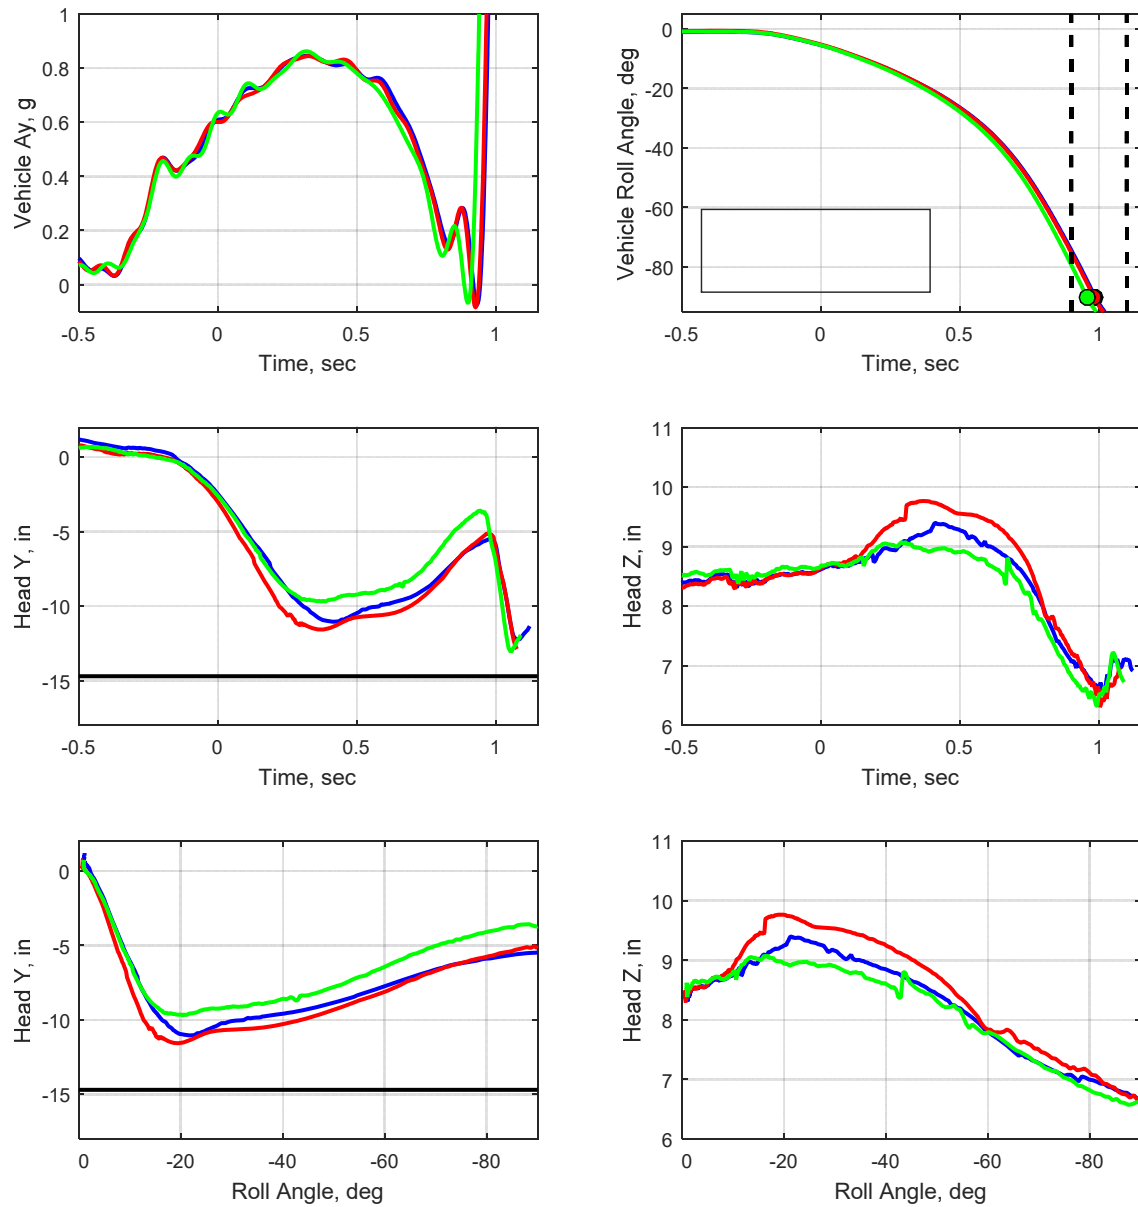 Vehicle Ay, g
1
0.8
0.6
0.4
0.2
0
-0.5 0 0.5 1
Time, sec
Vehicle Roll Angle, deg
0
-20
-40
-60
-80
-0.5 0 0.5 1
Time, sec
Head Y, in
0
-5
-10
-15
-0.5 0 0.5 1
Time, sec
Head Z, in
11
10
9
8
7
6
-0.5 0 0.5 1
Time, sec
Head Y, in
0
-5
-10
-15
0 -20 -40 -60 -80
Roll Angle, deg
Head Z, in
11
10
9
8
7
6
0 -20 -40 -60 -80
Roll Angle, deg